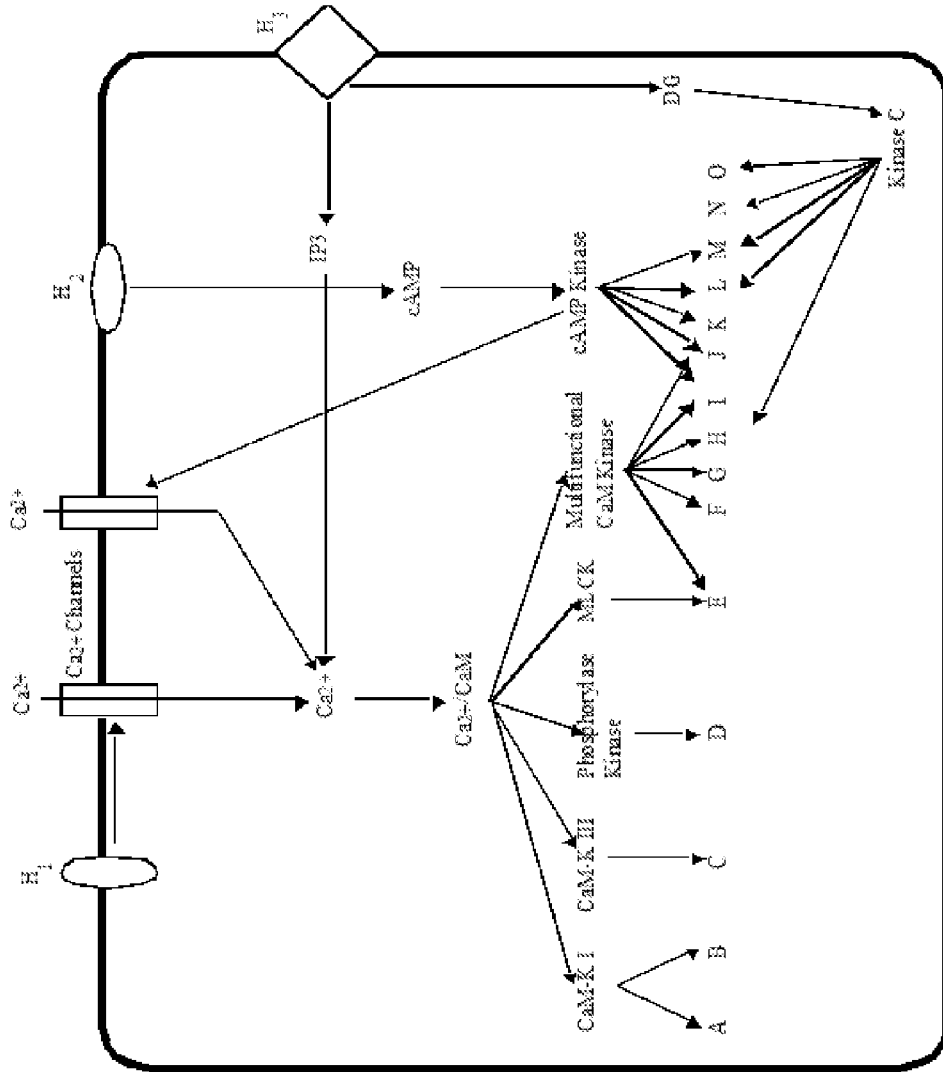 Ca2+
Ca2+
H1
Ca2+ Channels
H2
H3
Ca2+
IP3
cAMP
Ca2+/CaM
DG
CaM-K I
CaM-K III
Phosphorylase
Kinase
MLCK
Multifunctional
CaM Kinase
cAMP Kinase
A
B
C
D
E
F
G
H
I
J
K
L
M
N
O
Kinase C